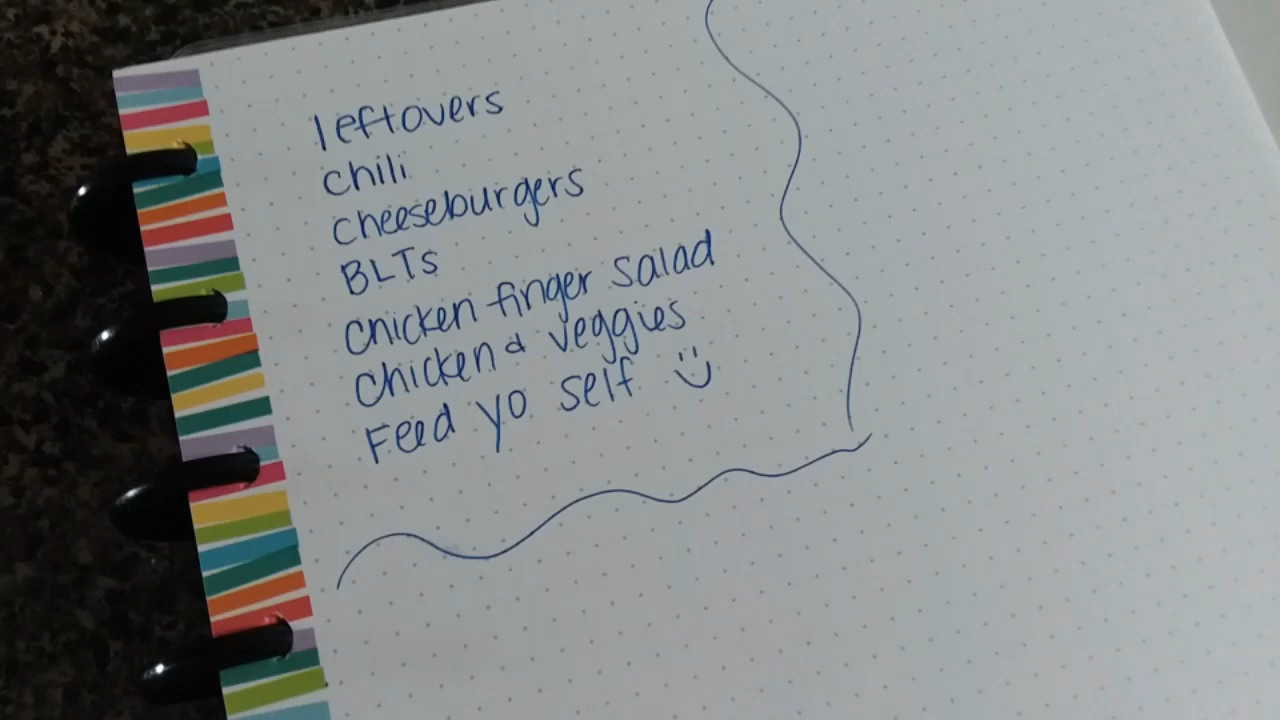 leftovers
chili
cheeseburgers
BLTs
chicken finger salad
chicken & veggies
Feed yo self